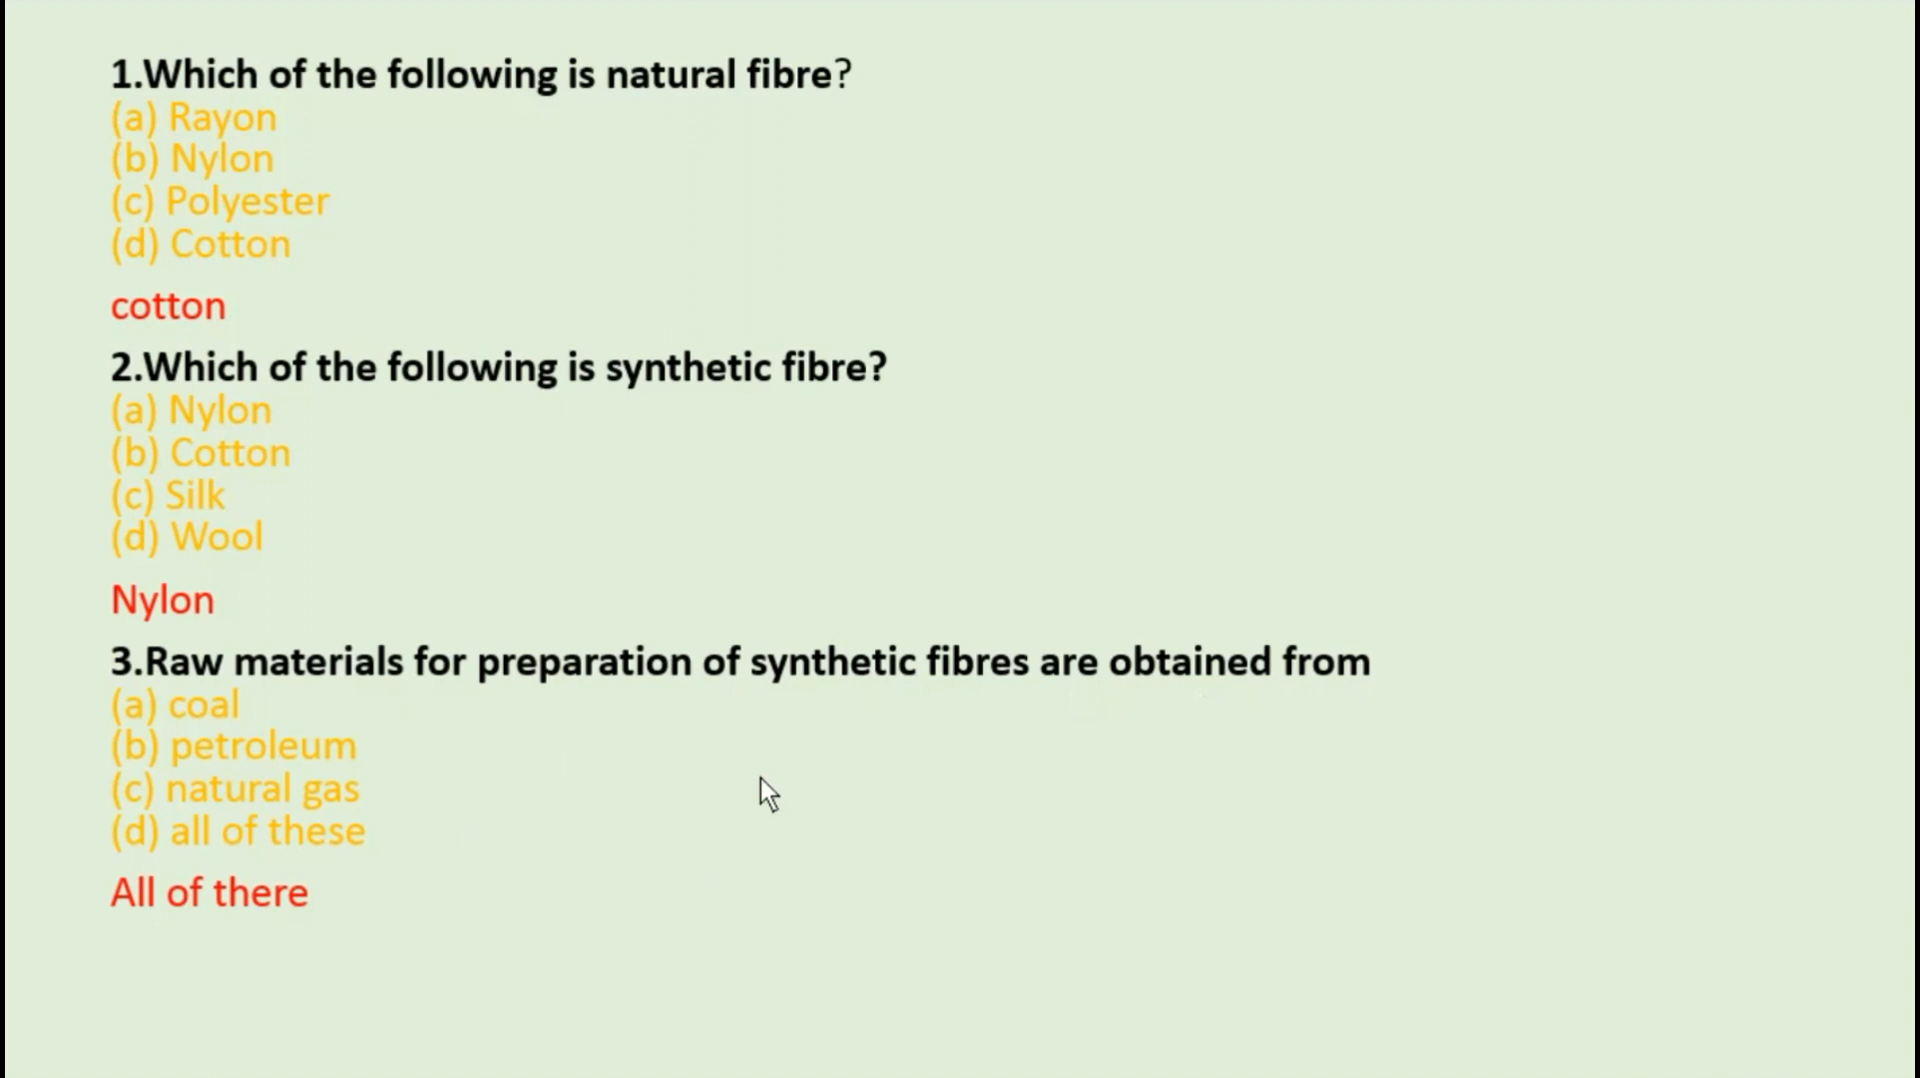 1.Which of the following is natural fibre?
(a) Rayon
(b) Nylon
(c) Polyester
(d) Cotton
cotton
2.Which of the following is synthetic fibre?
(a) Nylon
(b) Cotton
(c) Silk
(d) Wool
Nylon
3.Raw materials for preparation of synthetic fibres are obtained from
(a) coal
(b) petroleum
(c) natural gas
(d) all of these
All of there